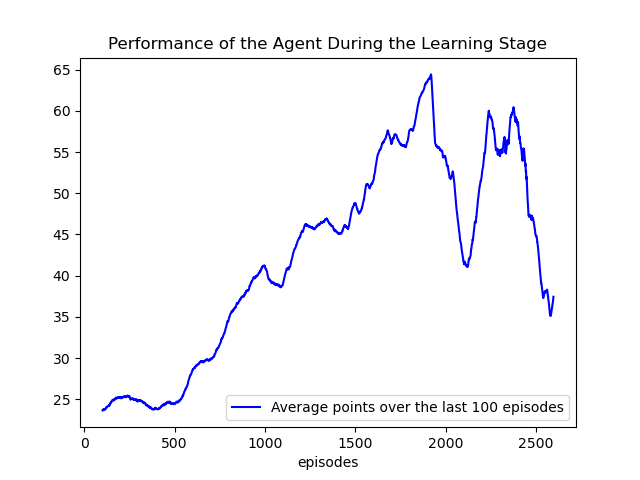 Performance of the Agent During the Learning Stage
65
60
55
50
45
40
35
30
25
Average points over the last 100 episodes
0 500 1000 1500 2000 2500
episodes